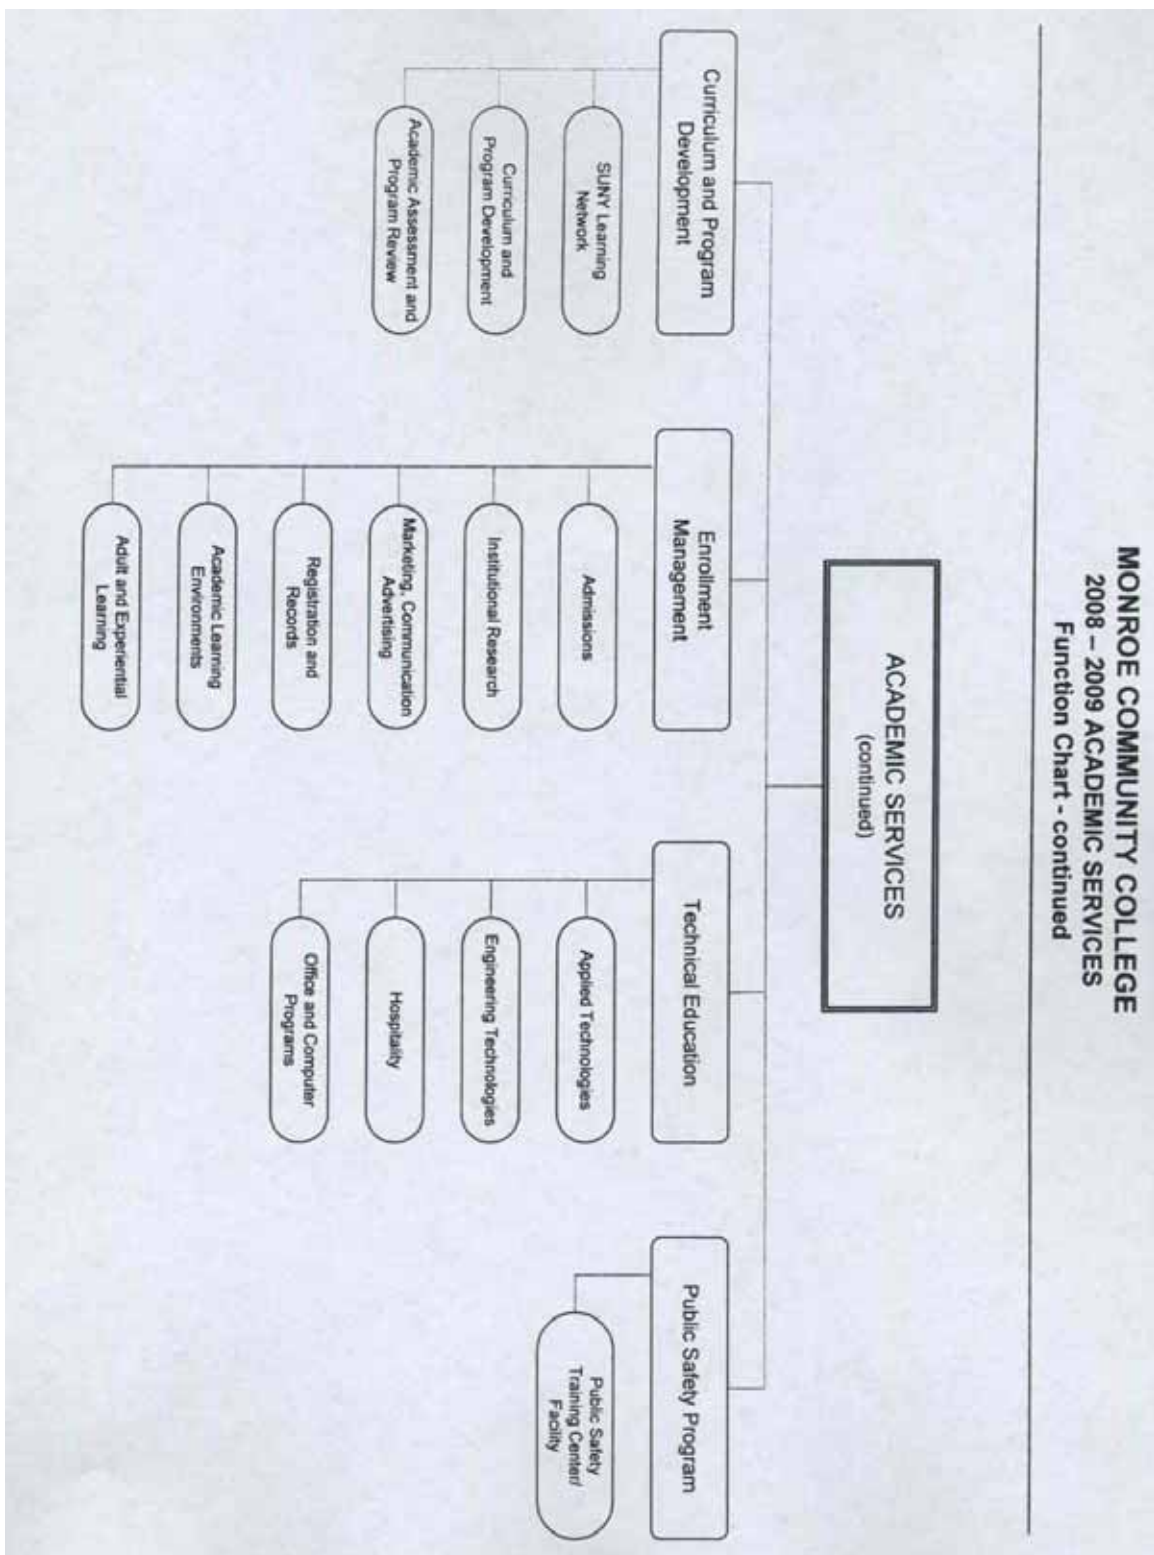 MONROE COMMUNITY COLLEGE
2008 – 2009 ACADEMIC SERVICES
Function Chart - continued
ACADEMIC SERVICES
(continued)
Curriculum and Program
Development
SUNY Learning
Network
Curriculum and
Program Development
Academic Assessment and
Program Review
Enrollment
Management
Admissions
Institutional Research
Marketing, Communication
Advertising
Registration and
Records
Academic Learning
Environments
Adult and Experiential
Learning
Technical Education
Applied Technologies
Engineering Technologies
Hospitality
Office and Computer
Programs
Public Safety Program
Public Safety
Training Center/
Facility